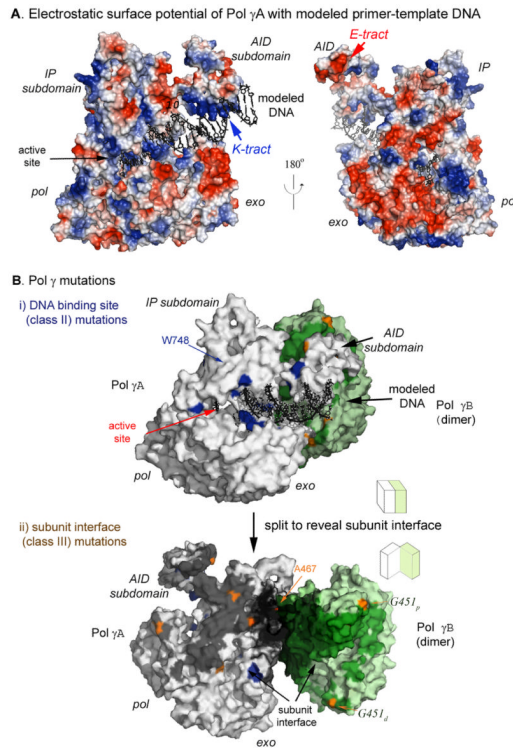 A. Electrostatic surface potential of Pol γA with modeled primer-template DNA
AID
subdomain
IP
subdomain
modeled
DNA
K-tract
active
site
pol
exo
180°
AID
E-tract
IP
exo
po
B. Pol γ mutations
i) DNA binding site
(class II) mutations
IP subdomain
W748
AID
subdomain
Pol γA
modeled
DNA
Pol γB
(dimer)
active
site
pol
exo
split to reveal subunit interface
ii) subunit interface
(class III) mutations
A467
AID
subdomain
G451p
Pol γA
Pol γB
(dimer)
pol
subunit
interface
G451d
exo